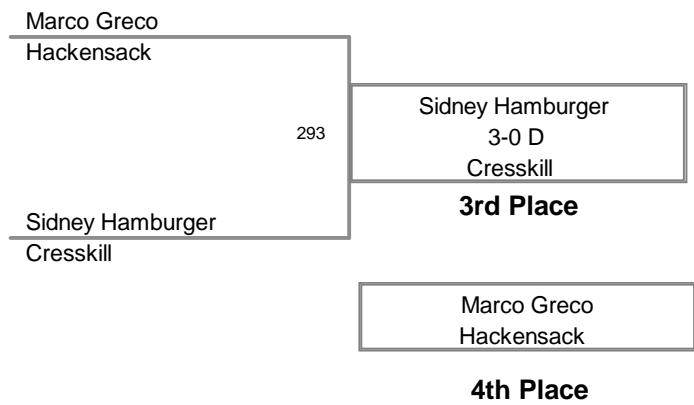 Marco Greco
Hackensack
293
Sidney Hamburger
3-0 D
Cresskill
3rd Place
Sidney Hamburger
Cresskill
Marco Greco
Hackensack
4th Place